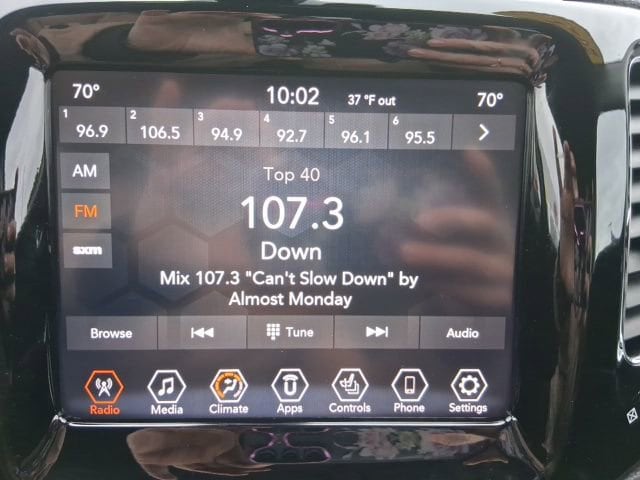 70° 10:02 37 °F out 70°
1 96.9 2 106.5 3 94.9 4 92.7 5 96.1 6 95.5
AM
Top 40
FM
107.3
sxm
Down
Mix 107.3 "Can't Slow Down" by
Almost Monday
Browse Tune Audio
Radio Media Climate Apps Controls Phone Settings